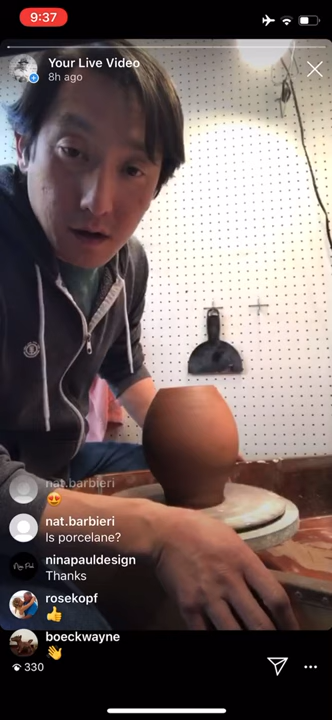 9:37
Your Live Video
8h ago
nat.barbieri
😍
nat.barbieri
Is porcelane?
ninapauldesign
Thanks
rosekopf
👍
boeckwayne
👋
330